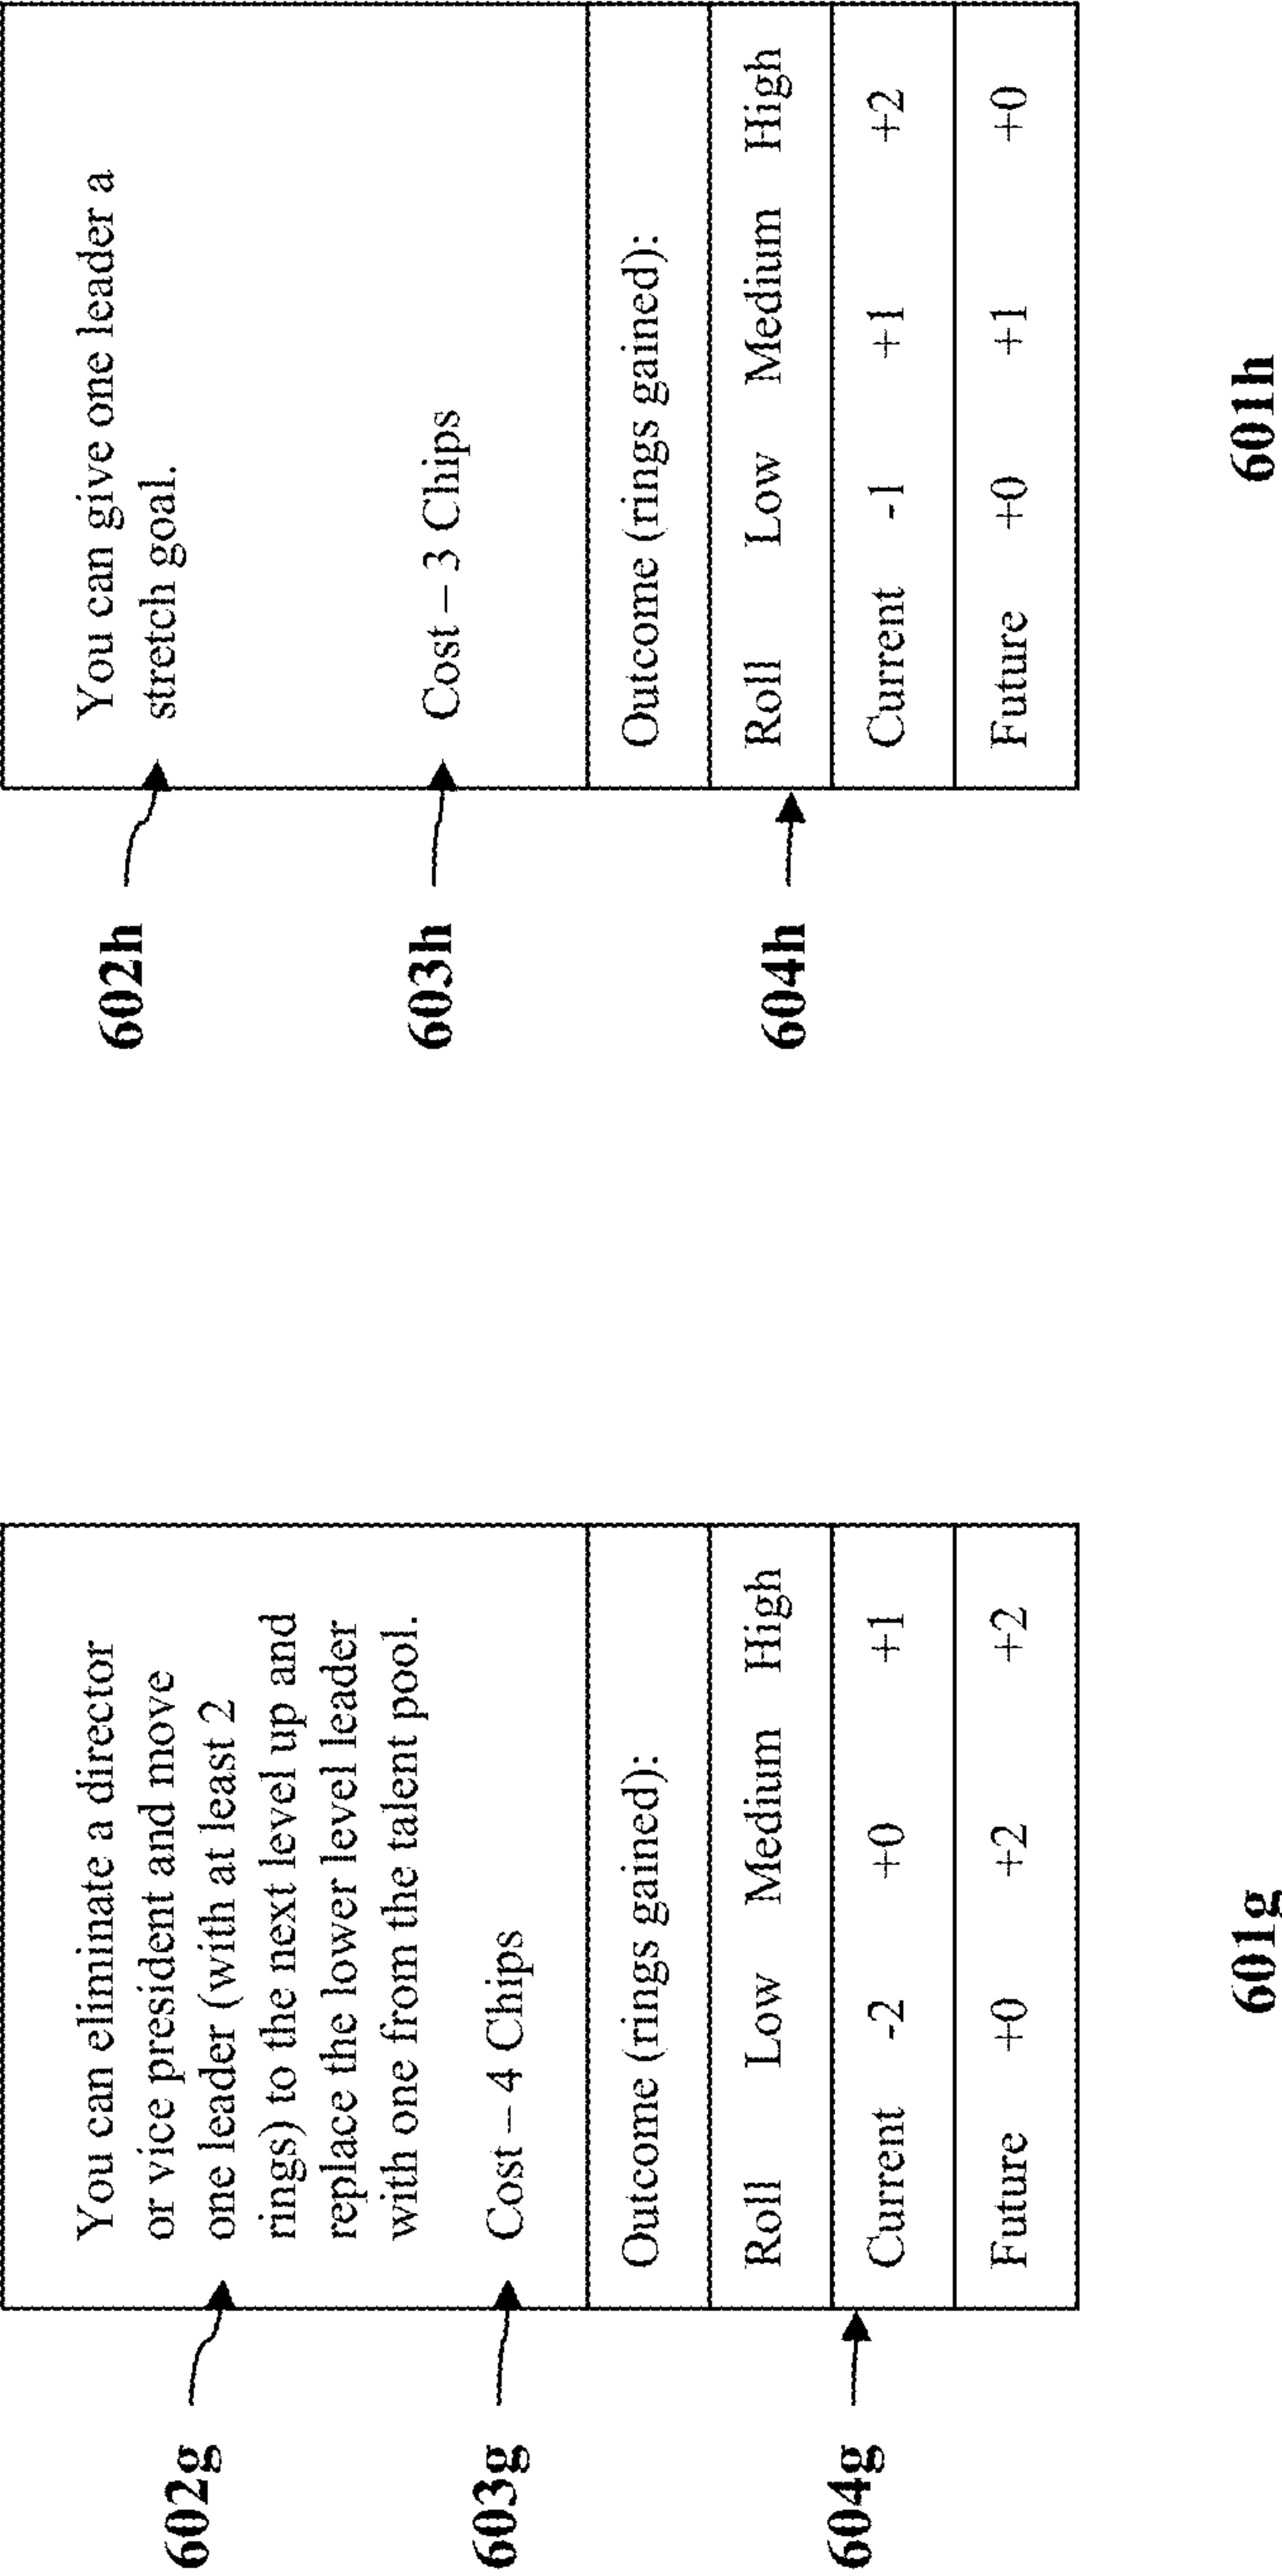 602g
You can eliminate a director
or vice president and move
one leader (with at least 2
rings) to the next level up and
replace the lower level leader
with one from the talent pool.
603g
Cost – 4 Chips
Outcome (rings gained):
604g
Roll Low Medium High
Current -2 +0 +1
Future +0 +2 +2
601g
602h
You can give one leader a
stretch goal.
603h
Cost – 3 Chips
Outcome (rings gained):
604h
Roll Low Medium High
Current -1 +1 +2
Future +0 +1 +0
601h